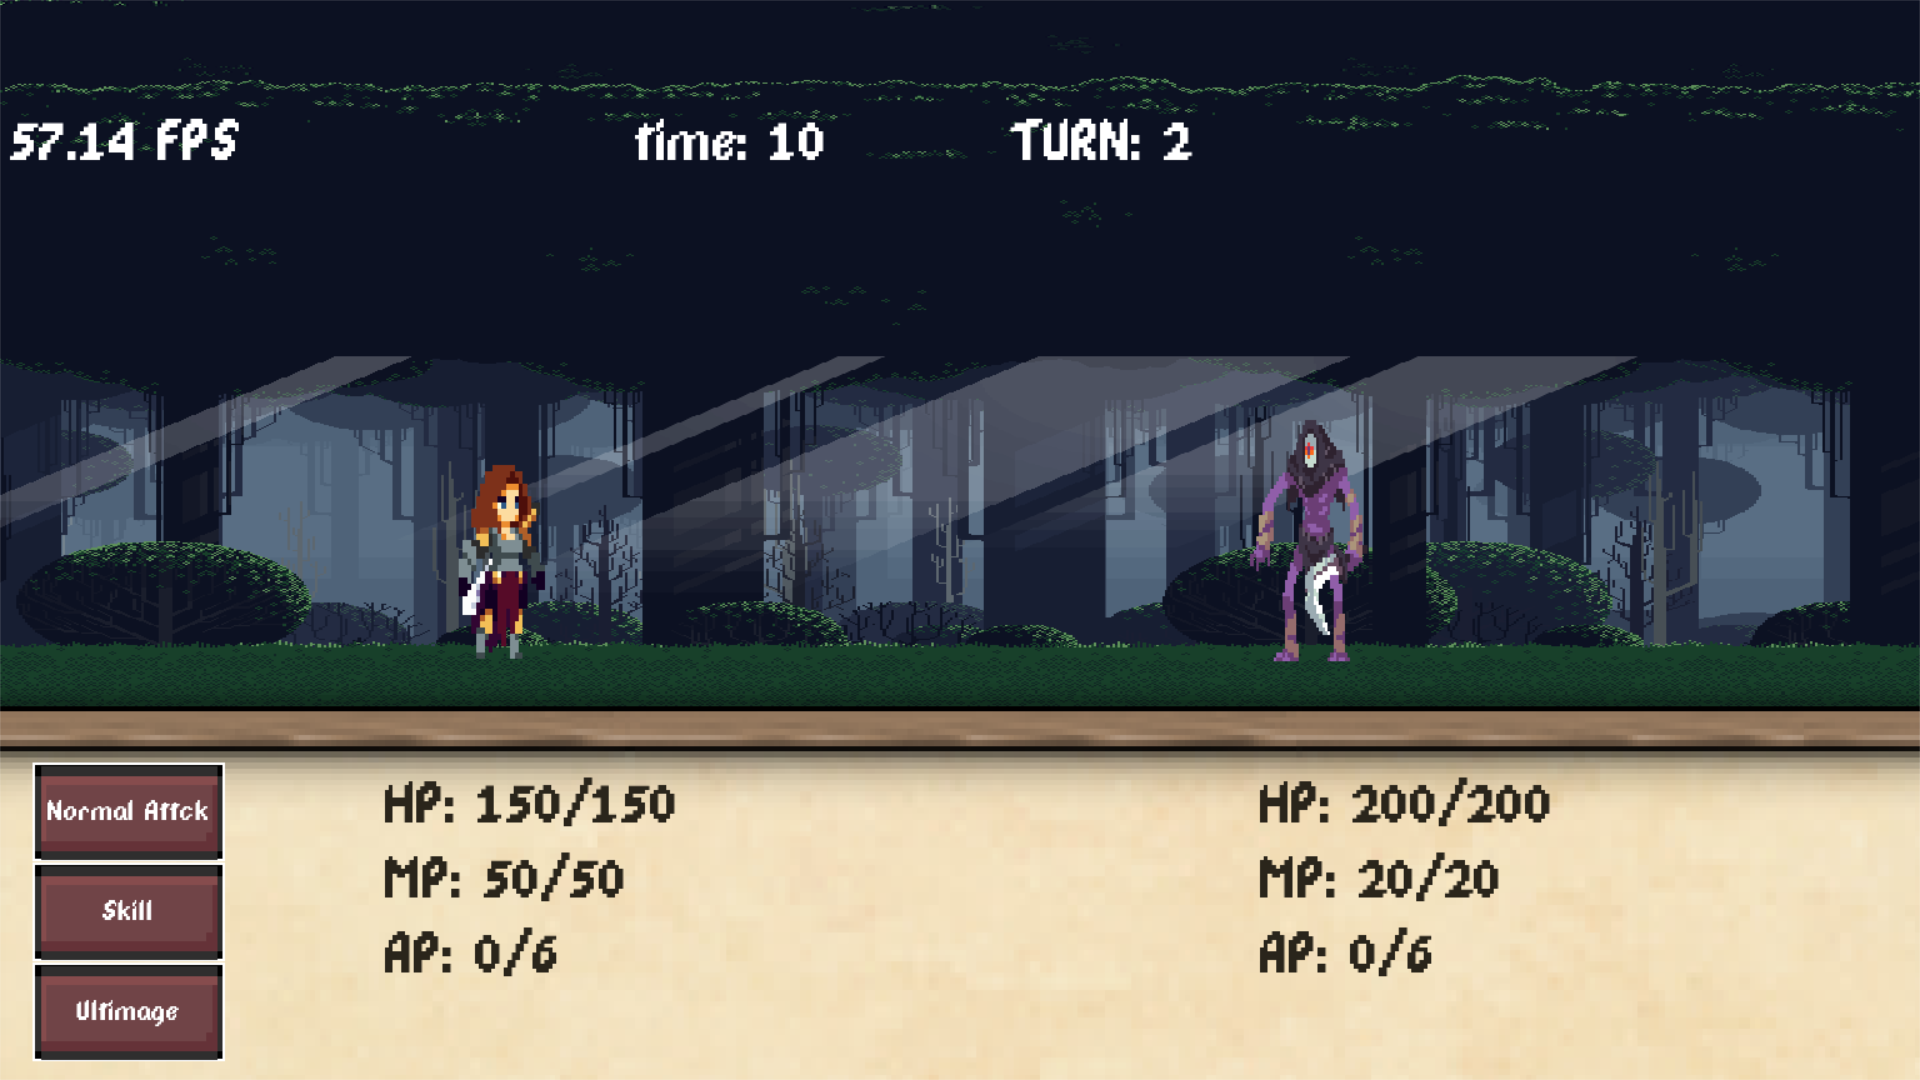 57.14 FPS
time: 10
TURN: 2
Normal Attck
Skill
Ultimage
HP: 150/150
MP: 50/50
AP: 0/6
HP: 200/200
MP: 20/20
AP: 0/6